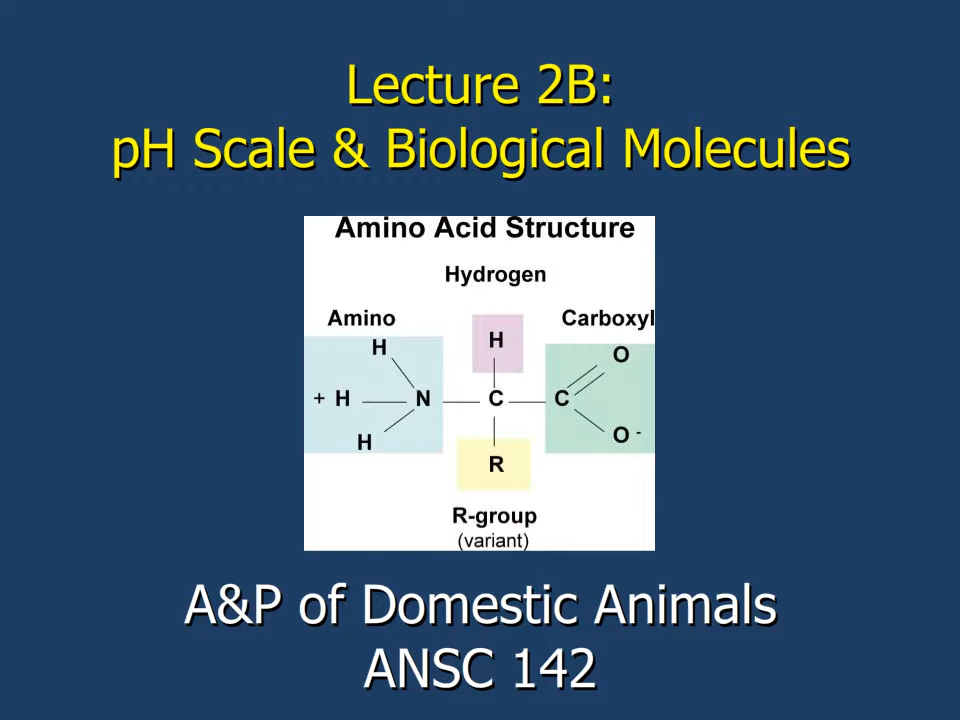 Lecture 2B:
pH Scale & Biological Molecules
Amino Acid Structure
Hydrogen
Amino
Carboxyl
H
H
O
+ H
N
C
C
H
O -
R
R-group
(variant)
A&P of Domestic Animals
ANSC 142